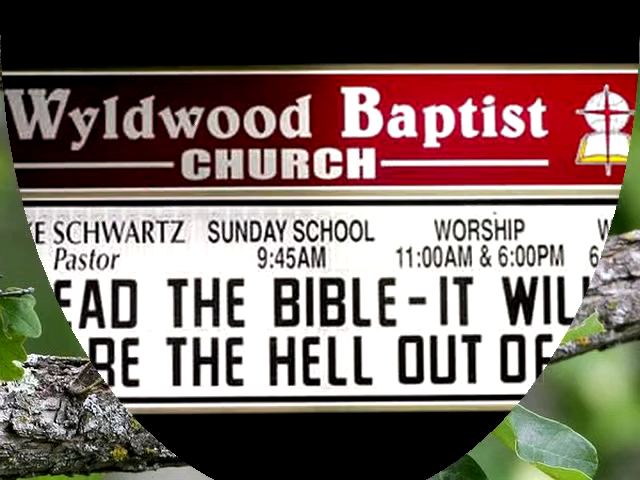 Wyldwood Baptist
CHURCH
SCHWARTZ SUNDAY SCHOOL WORSHIP
Pastor 9:45AM 11:00AM & 6:00PM
THE BIBLE-IT
THE HELL OUT